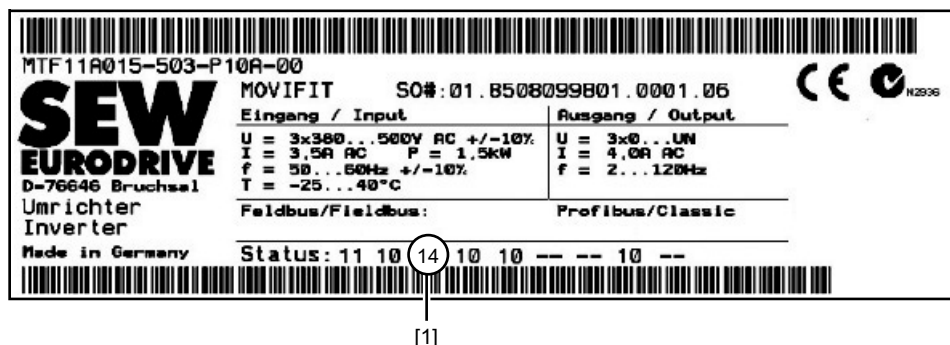 MTF11A015-503-P10A-00
MOVIFIT SO#:01.8508099801.0001.06
N2936
SEW
EURODRIVE
D-76646 Bruchsal
Umrichter
Inverter
Made in Germany
Eingang / Input
U = 3x380...500V AC +/-10%
I = 3,5A AC P = 1,5kW
f = 50...60Hz +/-10%
T = -25...40°C
Ausgang / Output
U = 3x0...UN
I = 4,0A AC
f = 2...120Hz
Feldbus/Fieldbus: Profibus/Classic
Status: 11 10 14 10 10 -- -- 10 --
[1]